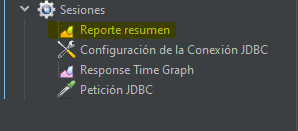 Sesiones
Reporte resumen
Configuración de la Conexión JDBC
Response Time Graph
Petición JDBC